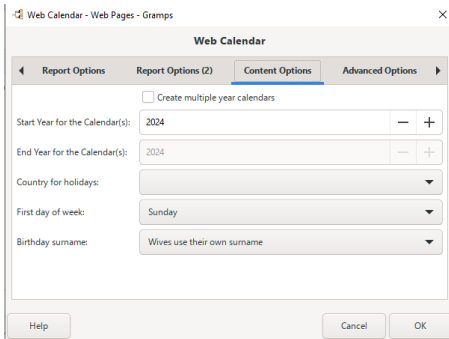 Web Calendar - Web Pages - Gramps
Web Calendar
Report Options Report Options (2) Content Options Advanced Options
Create multiple year calendars
Start Year for the Calendar(s): 2024
End Year for the Calendar(s): 2024
Country for holidays:
First day of week: Sunday
Birthday surname: Wives use their own surname
Help Cancel OK